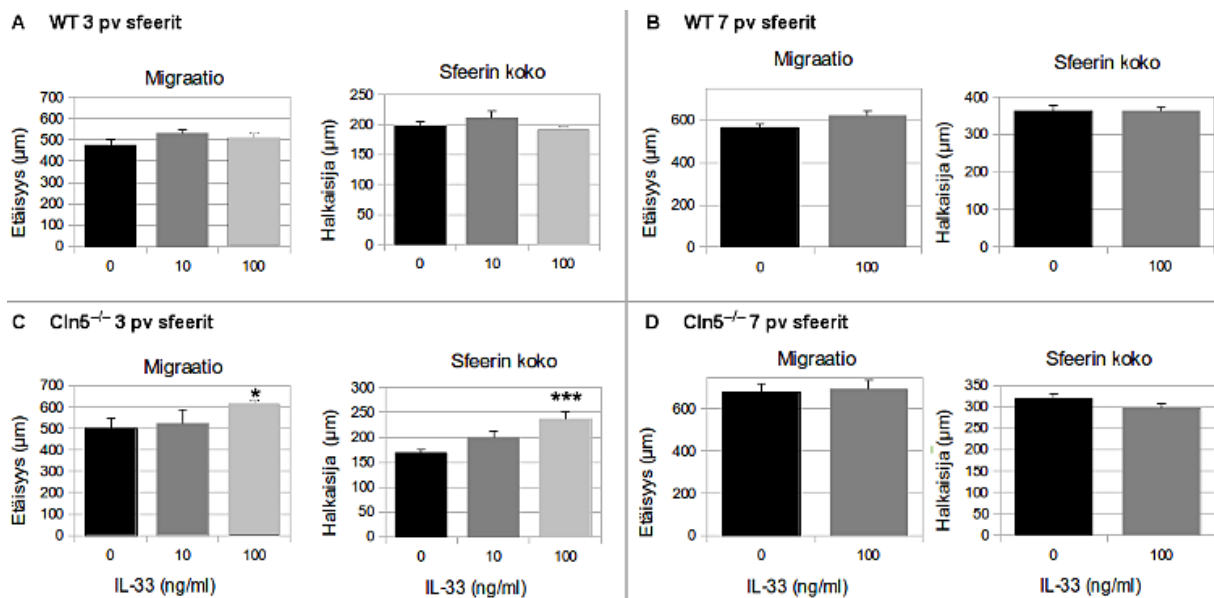 A WT 3 pv sfeerit
Migraatio
Etäisyys (µm)
700
600
500
400
300
200
100
0
0 10 100
Sfeerin koko
Halkaisija (µm)
250
200
150
100
50
0
0 10 100
B WT 7 pv sfeerit
Migraatio
Etäisyys (µm)
600
400
200
0
0 100
Sfeerin koko
Halkaisija (µm)
400
300
200
100
0
0 100
C Cln5–/– 3 pv sfeerit
Migraatio
Etäisyys (µm)
700
600
500
400
300
200
100
0
*
0 10 100
IL-33 (ng/ml)
Sfeerin koko
Halkaisija (µm)
300
250
200
150
100
50
0
***
0 10 100
IL-33 (ng/ml)
D Cln5–/– 7 pv sfeerit
Migraatio
Etäisyys (µm)
600
400
200
0
0 100
Sfeerin koko
Halkaisija (µm)
350
300
250
200
150
100
50
0
0 100
IL-33 (ng/ml)